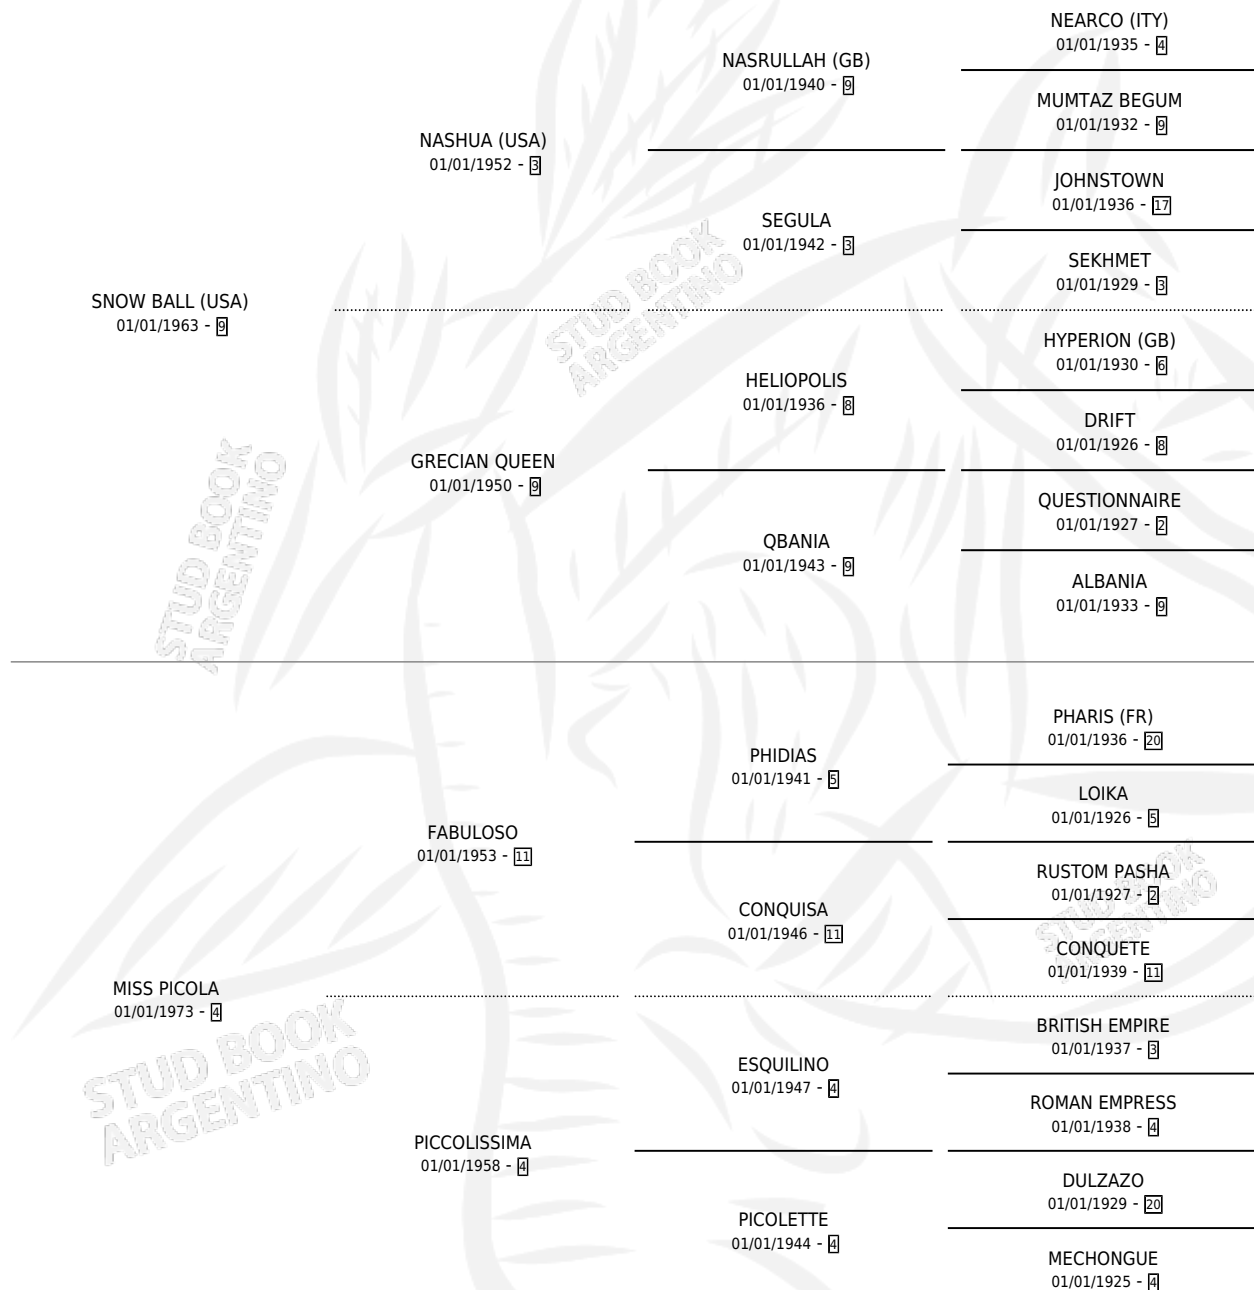 NEARCO (ITY)
01/01/1935 - 4
NASRULLAH (GB)
01/01/1940 - 9
MUMTAZ BEGUM
01/01/1932 - 9
NASHUA (USA)
01/01/1952 - 3
JOHNSTOWN
01/01/1936 - 17
SEGULA
01/01/1942 - 3
SEKHMET
01/01/1929 - 3
SNOW BALL (USA)
01/01/1963 - 9
STUD BOOK
ARGENTINO
HYPERION (GB)
01/01/1930 - 6
HELIOPOLIS
01/01/1936 - 8
DRIFT
01/01/1926 - 8
GRECIAN QUEEN
01/01/1950 - 9
QUESTIONNAIRE
01/01/1927 - 2
QBANIA
01/01/1943 - 9
ALBANIA
01/01/1933 - 9
STUD BOOK
ARGENTINO
PHARIS (FR)
01/01/1936 - 20
PHIDIAS
01/01/1941 - 5
LOIKA
01/01/1926 - 5
FABULOSO
01/01/1953 - 11
RUSTOM PASHA
01/01/1927 - 2
CONQUISA
01/01/1946 - 11
STUD BOOK
ARGENTINO
CONQUETE
01/01/1939 - 11
MISS PICOLA
01/01/1973 - 4
BRITISH EMPIRE
01/01/1937 - 3
ESQUILINO
01/01/1947 - 4
STUD BOOK
ARGENTINO
ROMAN EMPRESS
01/01/1938 - 4
PICCOLISSIMA
01/01/1958 - 4
DULZAZO
01/01/1929 - 20
PICOLETTE
01/01/1944 - 4
MECHONGUE
01/01/1925 - 4